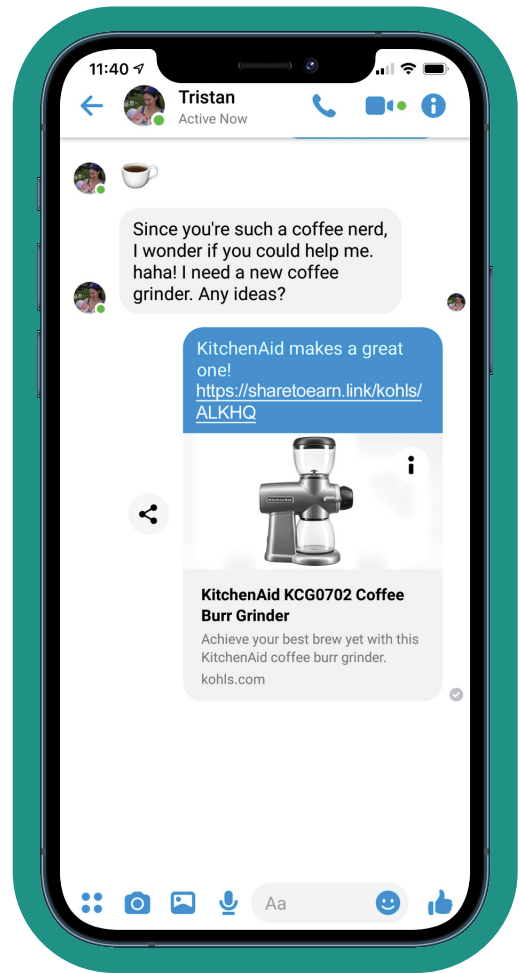 11:40
Tristan
Active Now
Since you're such a coffee nerd,
I wonder if you could help me.
haha! I need a new coffee
grinder. Any ideas?
KitchenAid makes a great
one!
https://sharetoearn.link/kohls/
ALKHQ
KitchenAid
KitchenAid KCG0702 Coffee
Burr Grinder
Achieve your best brew yet with this
KitchenAid coffee burr grinder.
kohls.com
Aa